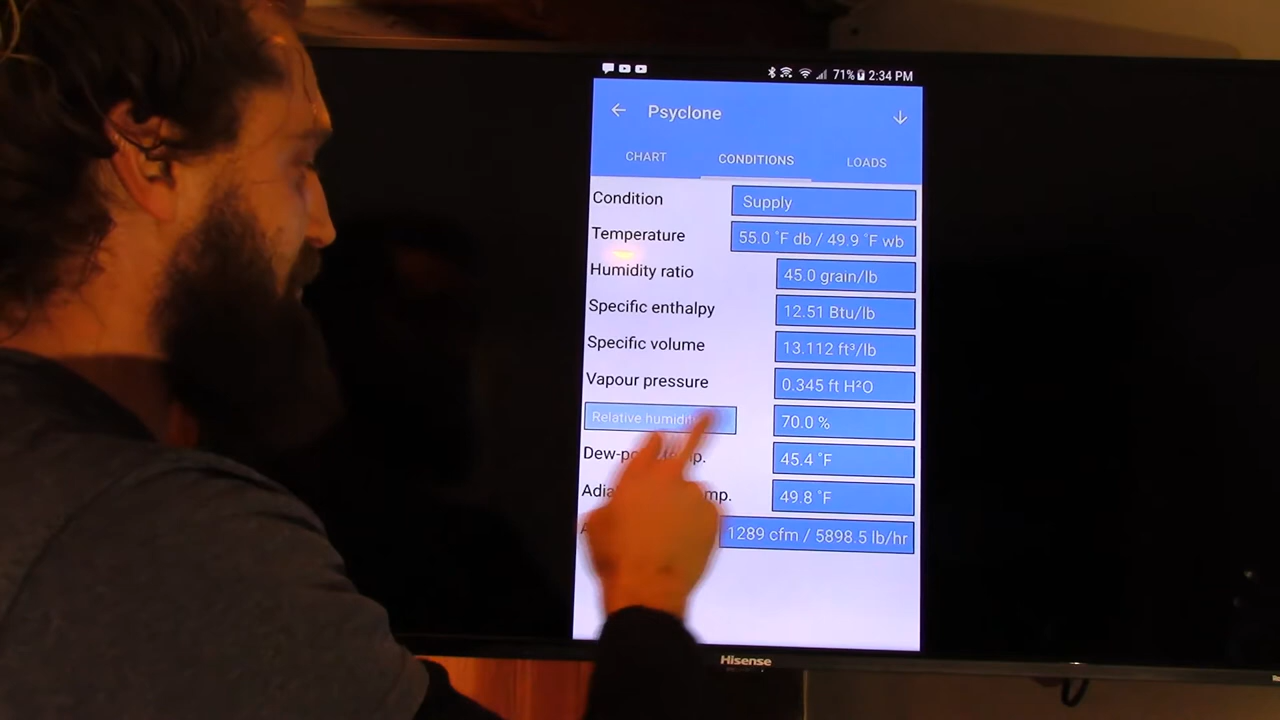 71% 2:34 PM
Psyclone
CHART CONDITIONS LOADS
Condition Supply
Temperature 55.0 °F db / 49.9 °F wb
Humidity ratio 45.0 grain/lb
Specific enthalpy 12.51 Btu/lb
Specific volume 13.112 ft³/lb
Vapour pressure 0.345 ft H²O
Relative 70.0 %
45.4 °F
49.8 °F
1289 cfm / 5898.5 lb/hr
Hisense